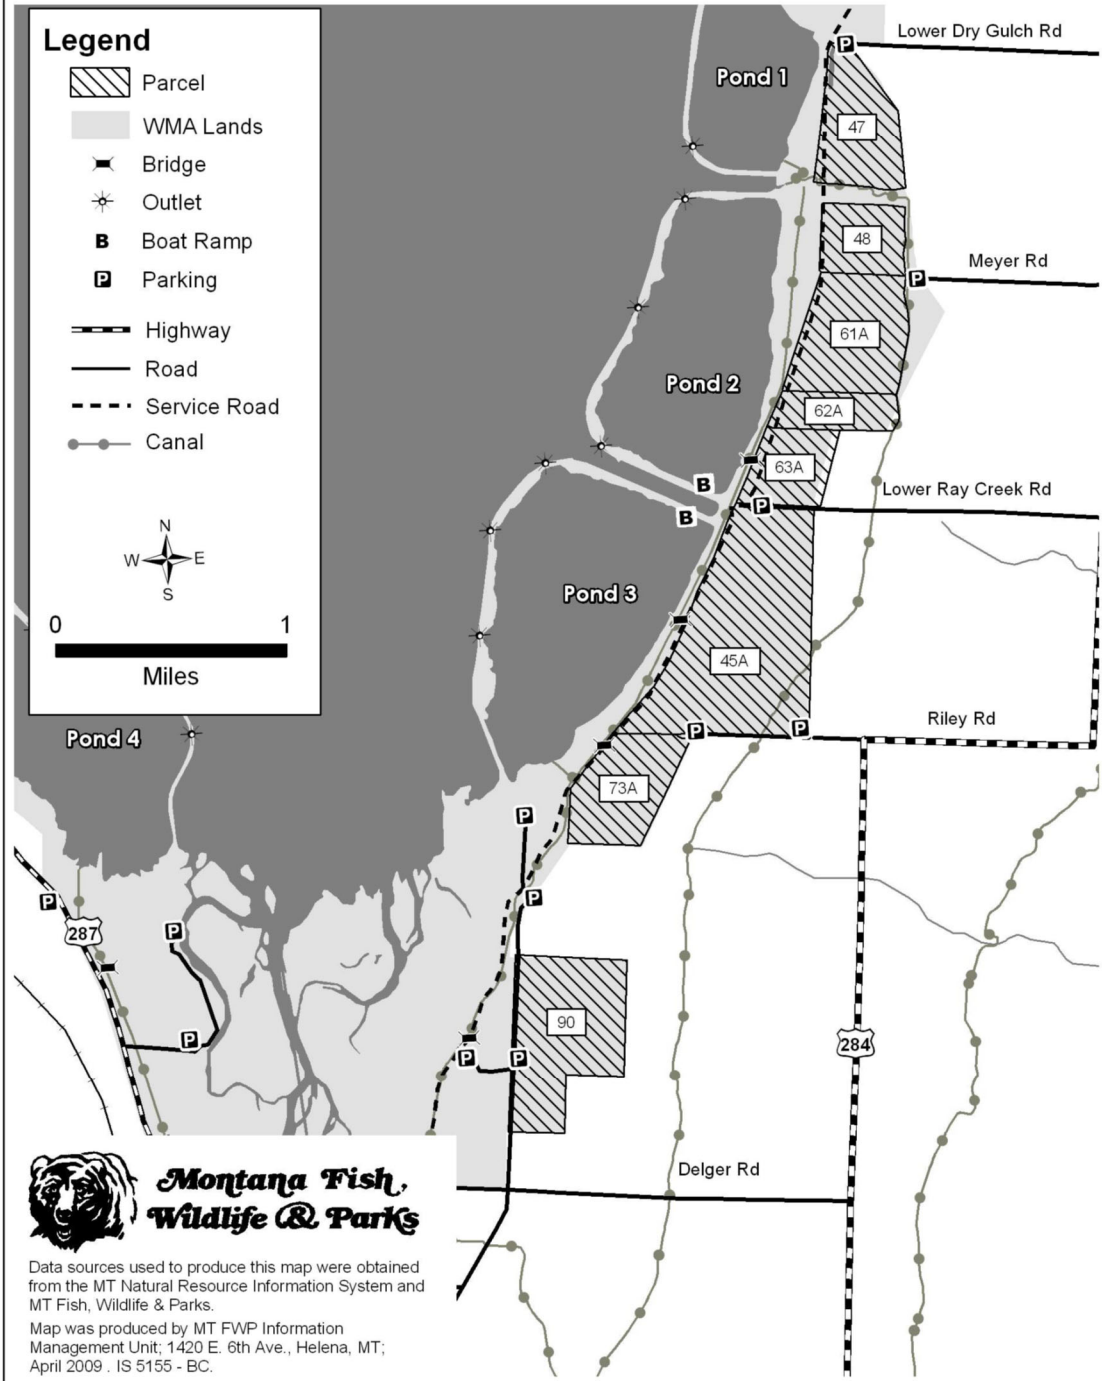 Legend
Parcel
WMA Lands
Bridge
Outlet
B Boat Ramp
P Parking
Highway
Road
Service Road
Canal
N
W E
S
0 1
Miles
Lower Dry Gulch Rd
P
Pond 1
47
48
Meyer Rd
P
61A
Pond 2
62A
63A
B
Lower Ray Creek Rd
P
B
Pond 3
45A
Riley Rd
P
P
Pond 4
73A
P
P
P
287
P
90
284
P
P
P
Delger Rd
Montana Fish,
Wildlife & Parks
Data sources used to produce this map were obtained
from the MT Natural Resource Information System and
MT Fish, Wildlife & Parks.
Map was produced by MT FWP Information
Management Unit; 1420 E. 6th Ave., Helena, MT;
April 2009 . IS 5155 - BC.